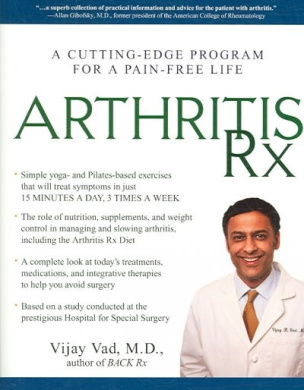 "...a superb collection of practical information and advice for the patient with arthritis."
—Allan Gibofsky, M.D., former president of the American College of Rheumatology
A CUTTING-EDGE PROGRAM
FOR A PAIN-FREE LIFE
ARTHRITIS
Rx
• Simple yoga- and Pilates-based exercises
that will treat symptoms in just
15 MINUTES A DAY, 3 TIMES A WEEK
• The role of nutrition, supplements, and weight
control in managing and slowing arthritis,
including the Arthritis Rx Diet
• A complete look at today's treatments,
medications, and integrative therapies
to help you avoid surgery
• Based on a study conducted at the
prestigious Hospital for Special Surgery
Vijay Vad, M.D.,
author of BACK Rx